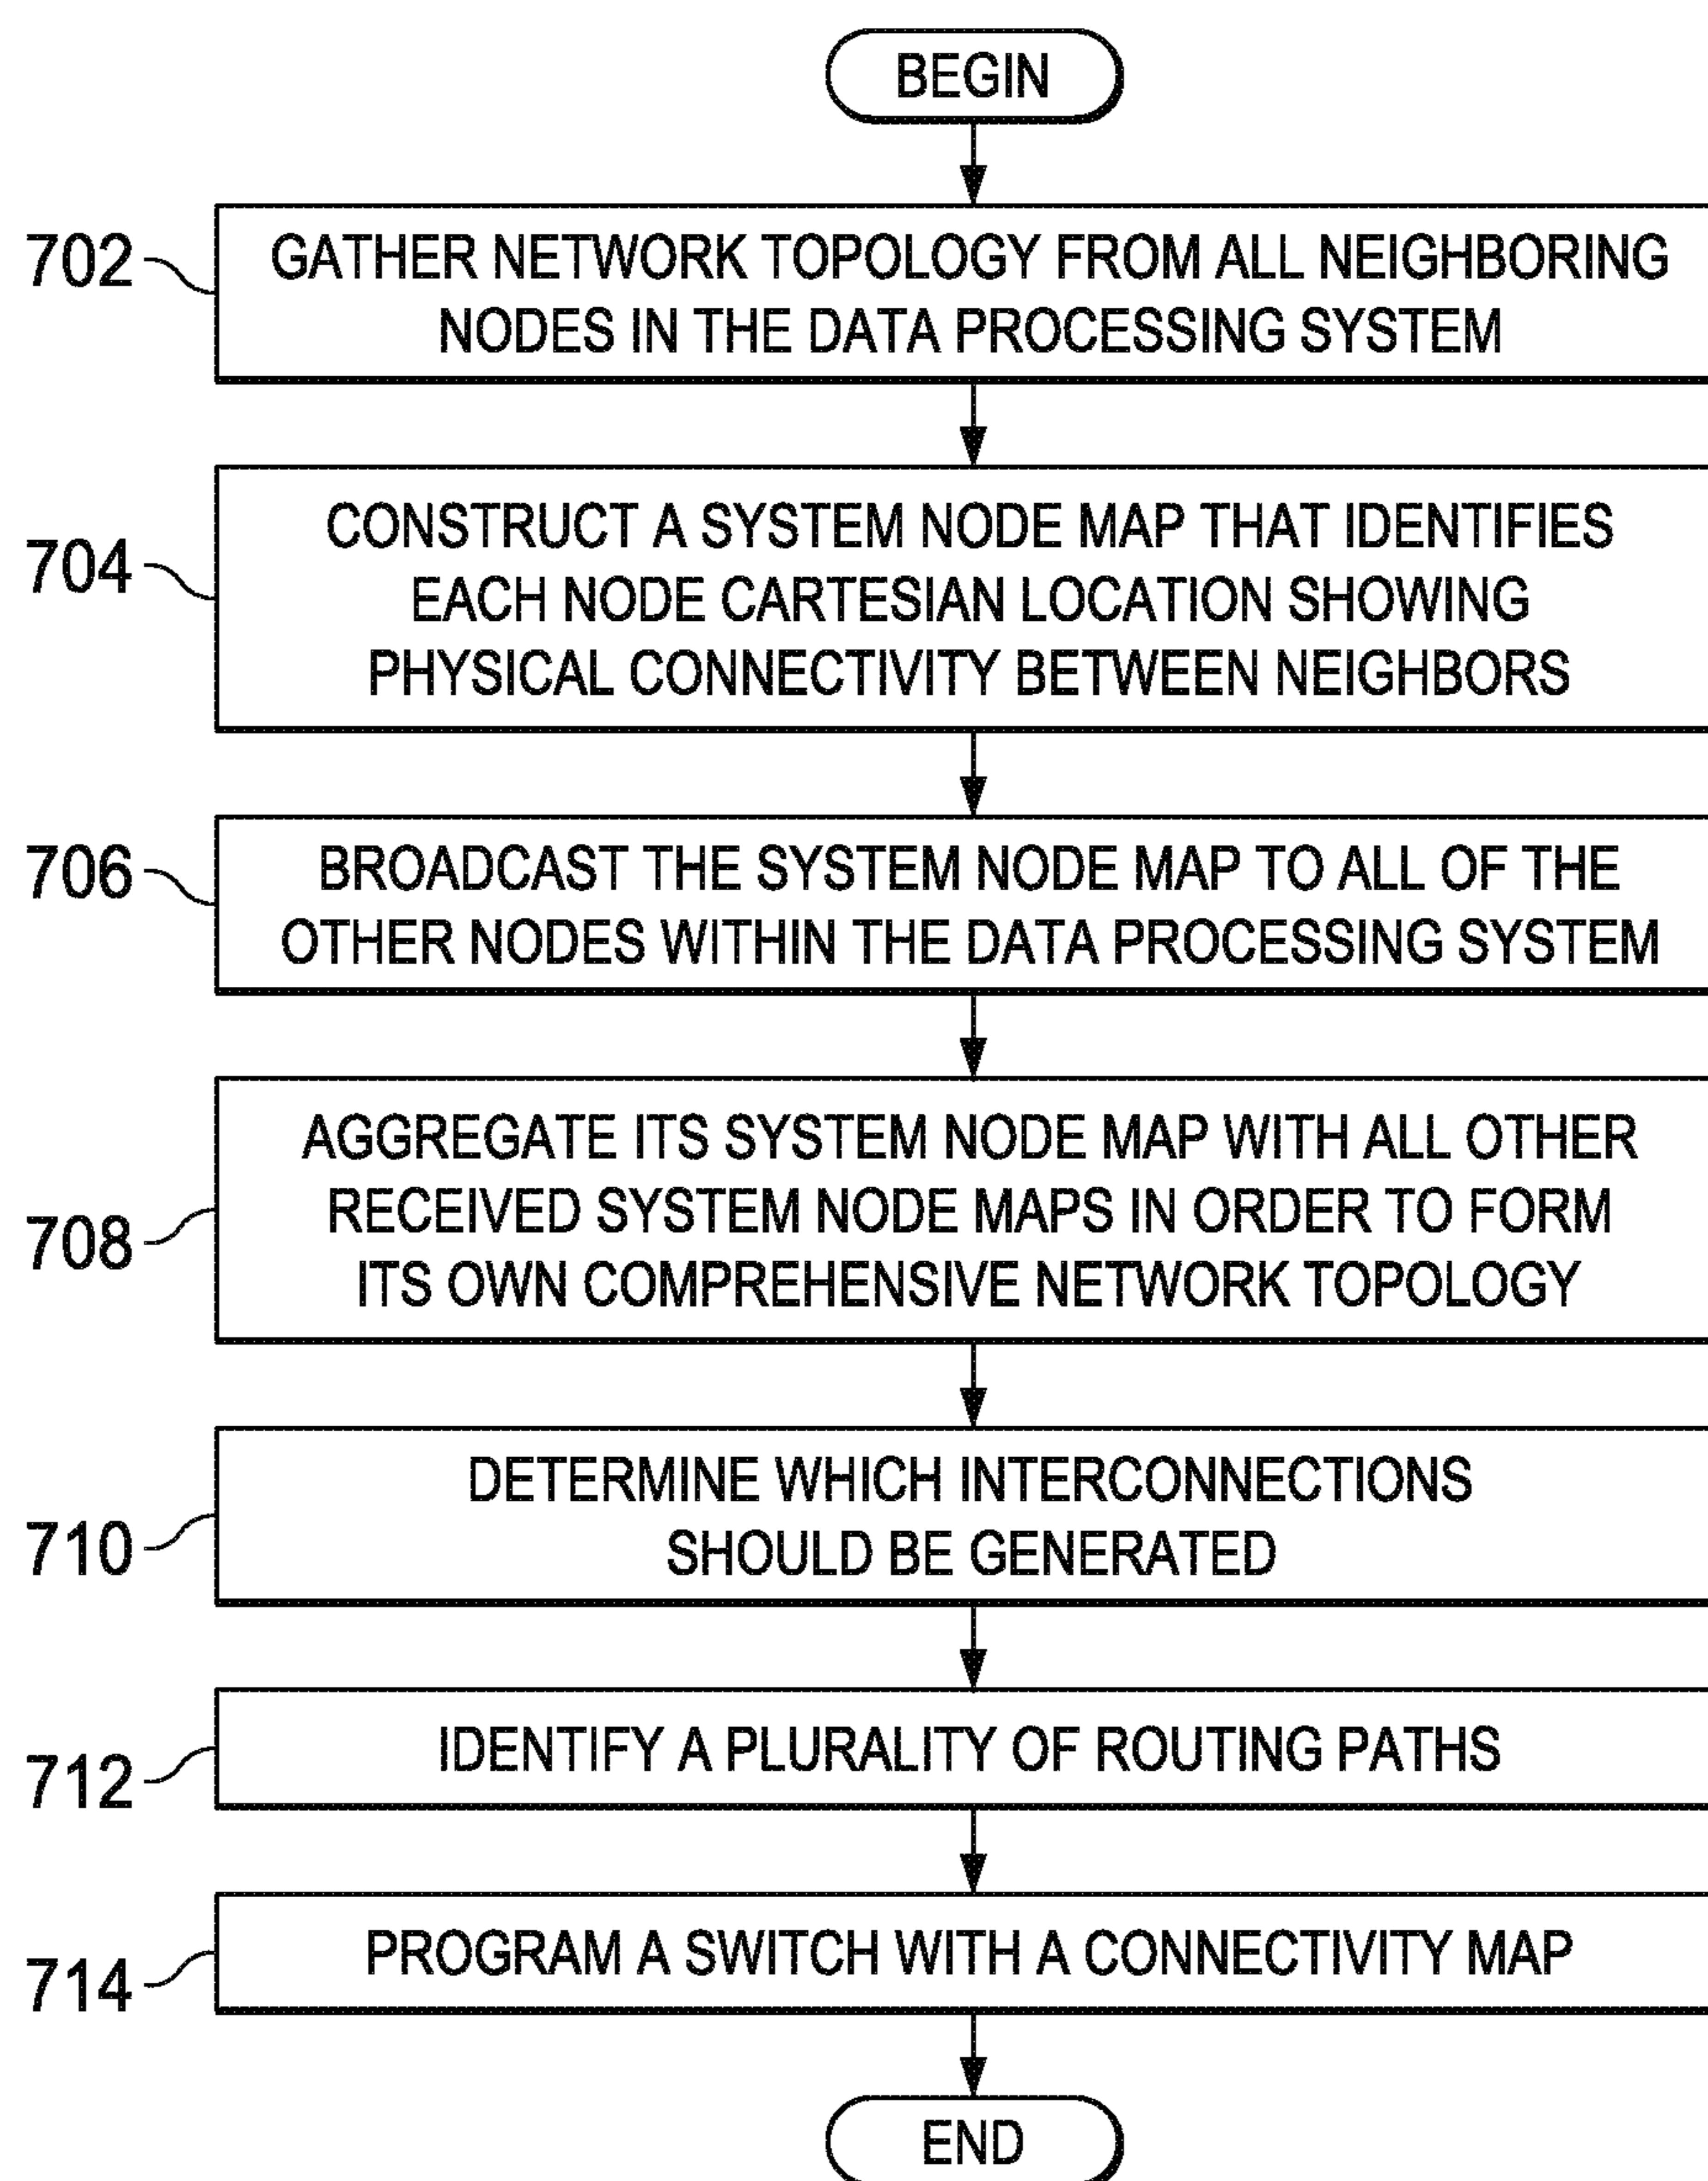 BEGIN
702
GATHER NETWORK TOPOLOGY FROM ALL NEIGHBORING
NODES IN THE DATA PROCESSING SYSTEM
704
CONSTRUCT A SYSTEM NODE MAP THAT IDENTIFIES
EACH NODE CARTESIAN LOCATION SHOWING
PHYSICAL CONNECTIVITY BETWEEN NEIGHBORS
706
BROADCAST THE SYSTEM NODE MAP TO ALL OF THE
OTHER NODES WITHIN THE DATA PROCESSING SYSTEM
708
AGGREGATE ITS SYSTEM NODE MAP WITH ALL OTHER
RECEIVED SYSTEM NODE MAPS IN ORDER TO FORM
ITS OWN COMPREHENSIVE NETWORK TOPOLOGY
710
DETERMINE WHICH INTERCONNECTIONS
SHOULD BE GENERATED
712
IDENTIFY A PLURALITY OF ROUTING PATHS
714
PROGRAM A SWITCH WITH A CONNECTIVITY MAP
END